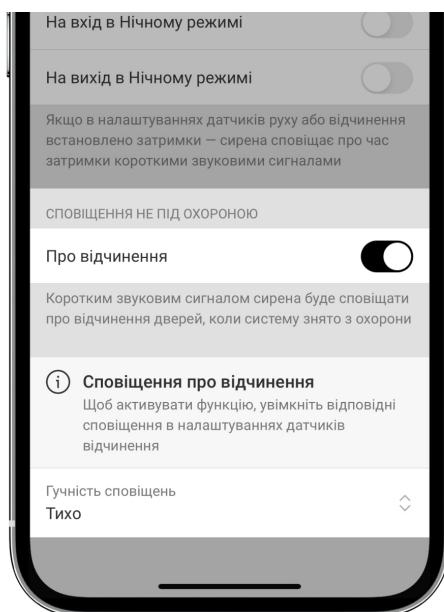 На вхід в Нічному режимі
На вихід в Нічному режимі
Якщо в налаштуваннях датчиків руху або відчинення
встановлено затримки — сирена сповіщає про час
затримки короткими звуковими сигналами
СПОВІЩЕННЯ НЕ ПІД ОХОРОНОЮ
Про відчинення
Коротким звуковим сигналом сирена буде сповіщати
про відчинення дверей, коли систему знято з охорони
Сповіщення про відчинення
Щоб активувати функцію, увімкніть відповідні
сповіщення в налаштуваннях датчиків
відчинення
Гучність сповіщень
Тихо